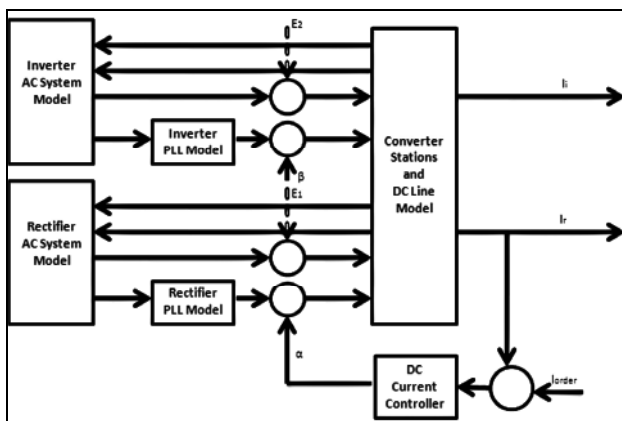 E2
Inverter
AC System
Model
Inverter
PLL Model
β
Converter
Stations
and
DC Line
Model
Ii
E1
Rectifier
AC System
Model
Rectifier
PLL Model
Ir
α
DC
Current
Controller
Iorder